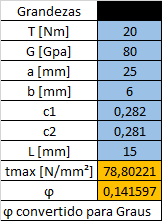 Grandezas
T [Nm] 20
G [Gpa] 80
a [mm] 25
b [mm] 6
c1 0,282
c2 0,281
L [mm] 15
tmax [N/mm²] 78,80221
φ 0,141597
φ convertido para Graus